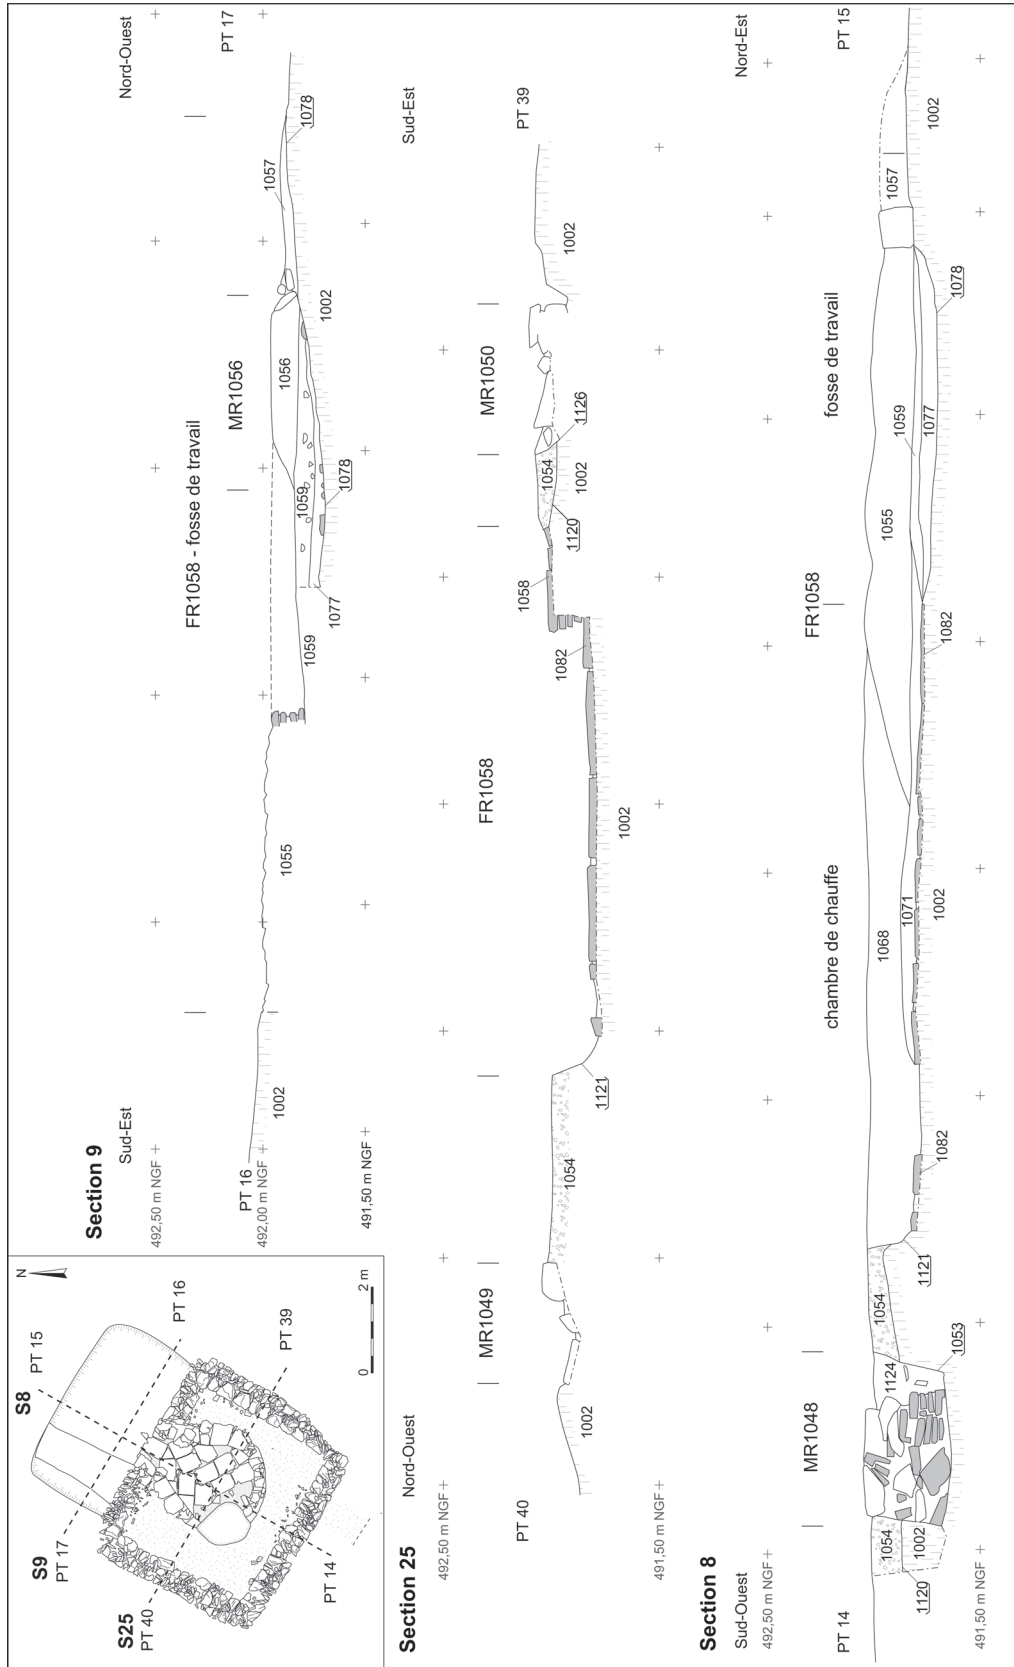 Section 9
Sud-Est
Nord-Ouest
492,50 m NGF
PT 16
PT 17
492,00 m NGF
491,50 m NGF
FR1058 - fosse de travail
MR1056
1002
1055
1059
1077
1059
1078
1056
1002
1057
1078
N
S8
PT 15
PT 16
S9
PT 17
PT 39
S25
PT 40
PT 14
0
2 m
Section 25
Nord-Ouest
Sud-Est
492,50 m NGF
PT 40
PT 39
491,50 m NGF
MR1049
FR1058
MR1050
1002
1054
1121
1002
1082
1058
1120
1054
1002
1126
1002
Section 8
Sud-Ouest
Nord-Est
492,50 m NGF
PT 14
PT 15
491,50 m NGF
MR1048
chambre de chauffe
FR1058
fosse de travail
1054
1002
1120
1124
1053
1054
1121
1082
1068
1071
1002
1082
1055
1059
1077
1078
1057
1002